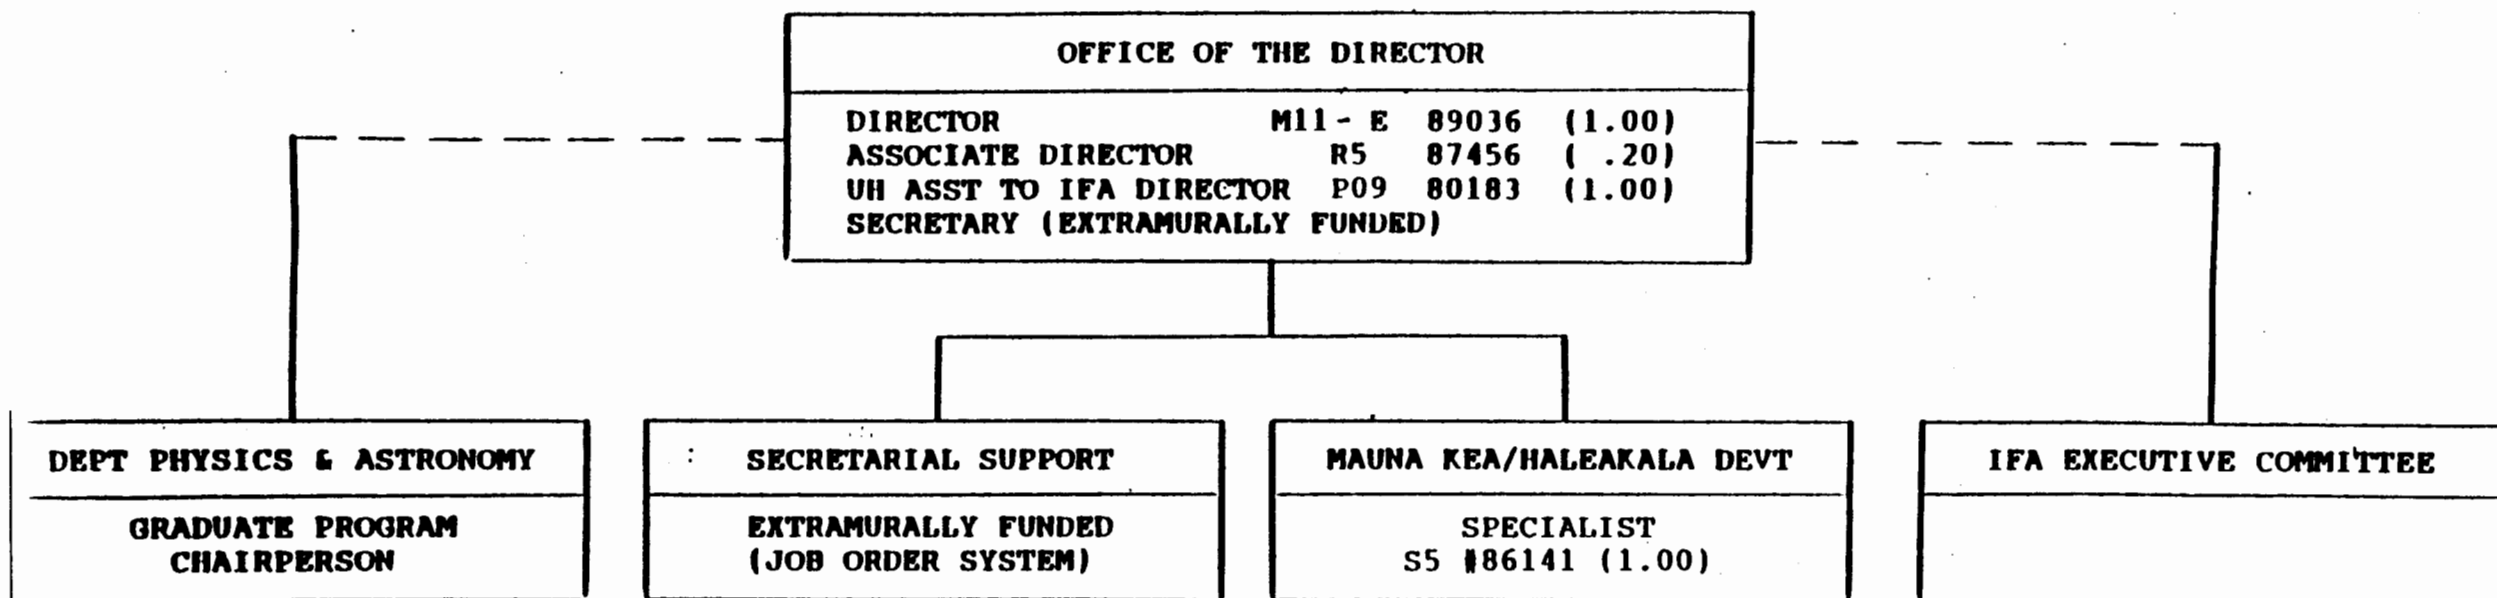 OFFICE OF THE DIRECTOR
DIRECTOR M11- E 89036 (1.00)
ASSOCIATE DIRECTOR R5 87456 ( .20)
UH ASST TO IFA DIRECTOR P09 80183 (1.00)
SECRETARY (EXTRAMURALLY FUNDED)
DEPT PHYSICS & ASTRONOMY
GRADUATE PROGRAM
CHAIRPERSON
SECRETARIAL SUPPORT
EXTRAMURALLY FUNDED
(JOB ORDER SYSTEM)
MAUNA KEA/HALEAKALA DEVT
SPECIALIST
S5 #86141 (1.00)
IFA EXECUTIVE COMMITTEE